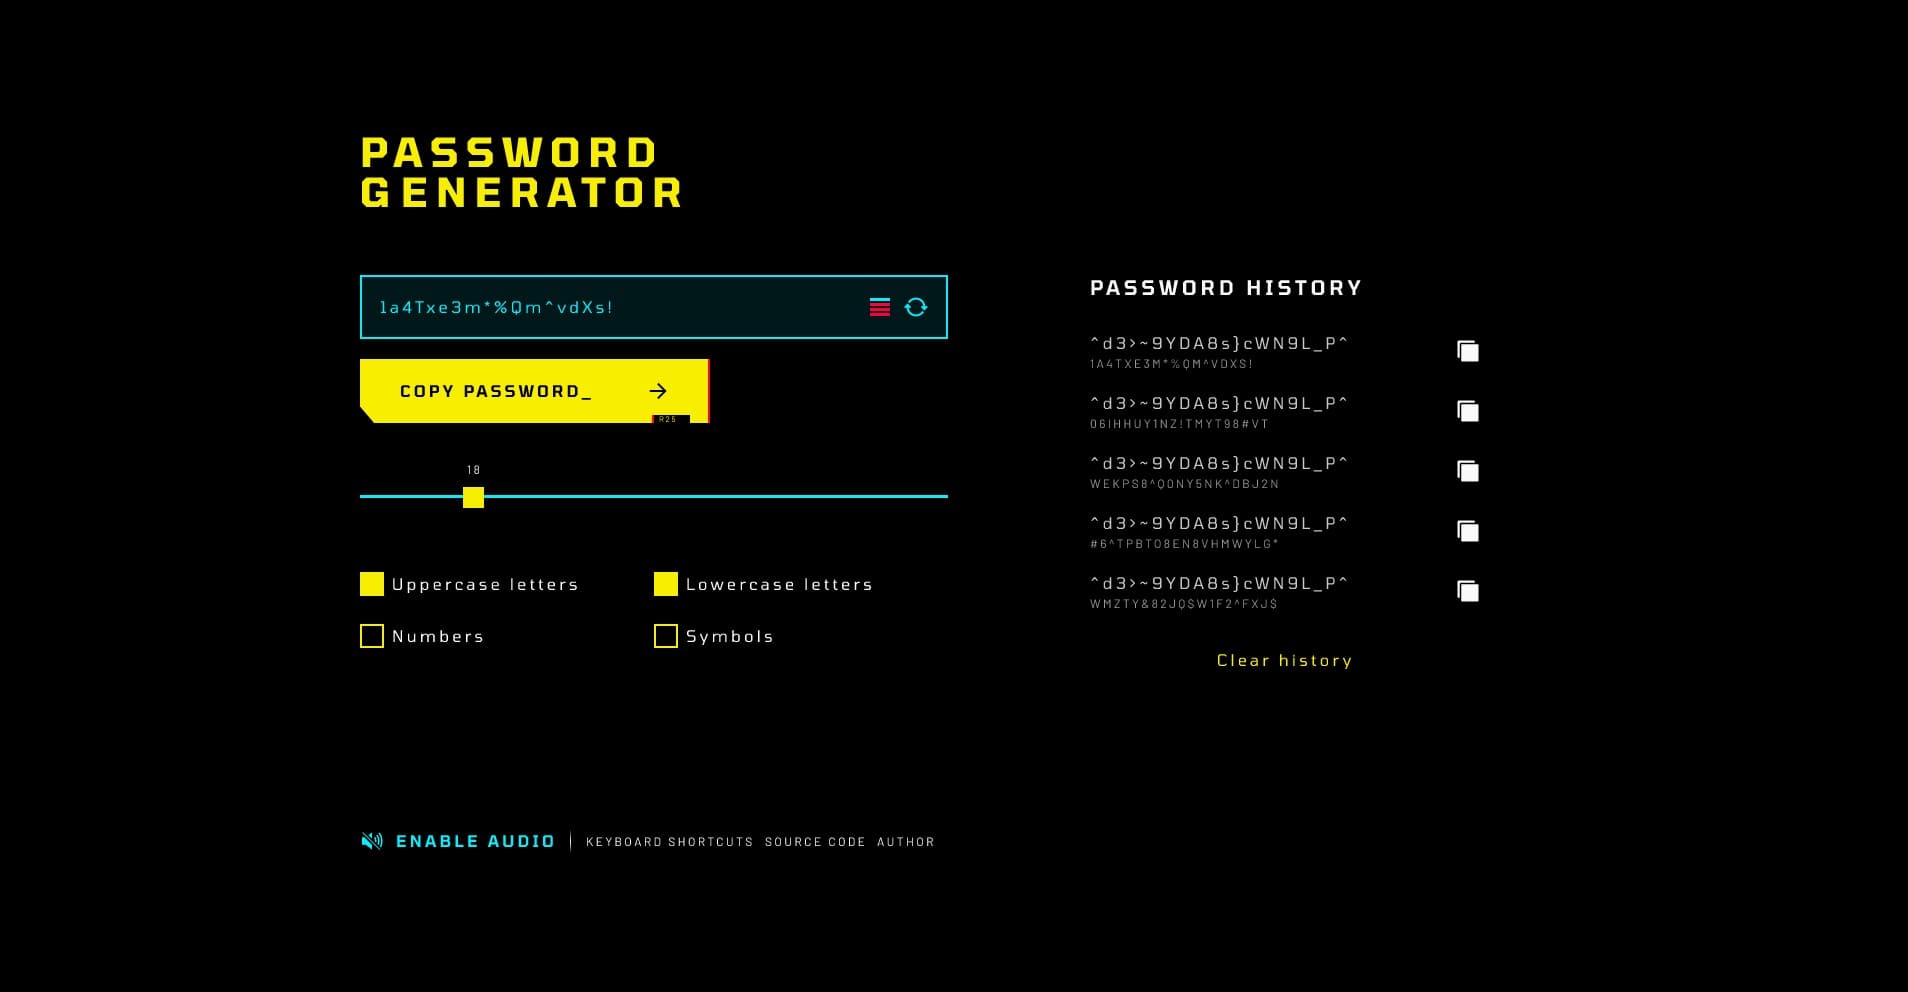 PASSWORD
GENERATOR
1a4Txe3m*%Qm^vdXs!
COPY PASSWORD_
R25
18
Uppercase letters
Lowercase letters
Numbers
Symbols
PASSWORD HISTORY
^d3>~9YDA8s}cWN9L_P^
1A4TXE3M*%QM^VDXS!
^d3>~9YDA8s}cWN9L_P^
06IHHUY1NZ!TMYT98#VT
^d3>~9YDA8s}cWN9L_P^
WEKPS8^Q0NY5NK^DBJ2N
^d3>~9YDA8s}cWN9L_P^
#6^TPBTO8EN8VHMWYLG*
^d3>~9YDA8s}cWN9L_P^
WMZTY&82JQ$W1F2^FXJ$
Clear history
ENABLE AUDIO
KEYBOARD SHORTCUTS SOURCE CODE AUTHOR